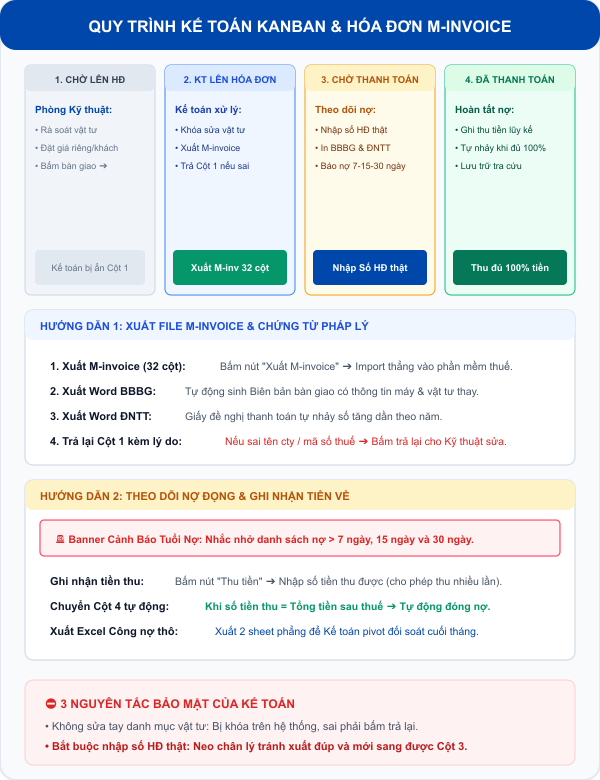 QUY TRÌNH KẾ TOÁN KANBAN & HÓA ĐƠN M-INVOICE
1. CHỜ LÊN HĐ
Phòng Kỹ thuật:
• Rà soát vật tư
• Đặt giá riêng/khách
• Bấm bàn giao ➔
Kế toán bị ẩn Cột 1
2. KT LÊN HÓA ĐƠN
Kế toán xử lý:
• Khóa sửa vật tư
• Xuất M-invoice
• Trả Cột 1 nếu sai
Xuất M-inv 32 cột
3. CHỜ THANH TOÁN
Theo dõi nợ:
• Nhập số HĐ thật
• In BBBG & ĐNTT
• Báo nợ 7-15-30 ngày
Nhập Số HĐ thật
4. ĐÃ THANH TOÁN
Hoàn tất nợ:
• Ghi thu tiền lũy kế
• Tự nhảy khi đủ 100%
• Lưu trữ tra cứu
Thu đủ 100% tiền
HƯỚNG DẪN 1: XUẤT FILE M-INVOICE & CHỨNG TỪ PHÁP LÝ
1. Xuất M-invoice (32 cột): Bấm nút "Xuất M-invoice" ➔ Import thẳng vào phần mềm thuế.
2. Xuất Word BBBG: Tự động sinh Biên bản bàn giao có thông tin máy & vật tư thay.
3. Xuất Word ĐNTT: Giấy đề nghị thanh toán tự nhảy số tăng dần theo năm.
4. Trả lại Cột 1 kèm lý do: Nếu sai tên cty / mã số thuế ➔ Bấm trả lại cho Kỹ thuật sửa.
HƯỚNG DẪN 2: THEO DÕI NỢ ĐỌNG & GHI NHẬN TIỀN VỀ
🚨 Banner Cảnh Báo Tuổi Nợ: Nhắc nhở danh sách nợ > 7 ngày, 15 ngày và 30 ngày.
Ghi nhận tiền thu: Bấm nút "Thu tiền" ➔ Nhập số tiền thu được (cho phép thu nhiều lần).
Chuyển Cột 4 tự động: Khi số tiền thu = Tổng tiền sau thuế ➔ Tự động đóng nợ.
Xuất Excel Công nợ thô: Xuất 2 sheet phẳng để Kế toán pivot đối soát cuối tháng.
⛔ 3 NGUYÊN TẮC BẢO MẬT CỦA KẾ TOÁN
• Không sửa tay danh mục vật tư: Bị khóa trên hệ thống, sai phải bấm trả lại.
• Bắt buộc nhập số HĐ thật: Neo chân lý tránh xuất đúp và mới sang được Cột 3.